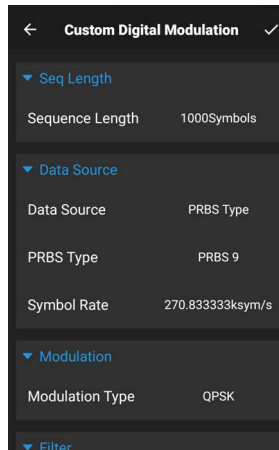 Custom Digital Modulation
Seq Length
Sequence Length 1000Symbols
Data Source
Data Source PRBS Type
PRBS Type PRBS 9
Symbol Rate 270.833333ksym/s
Modulation
Modulation Type QPSK
Filter